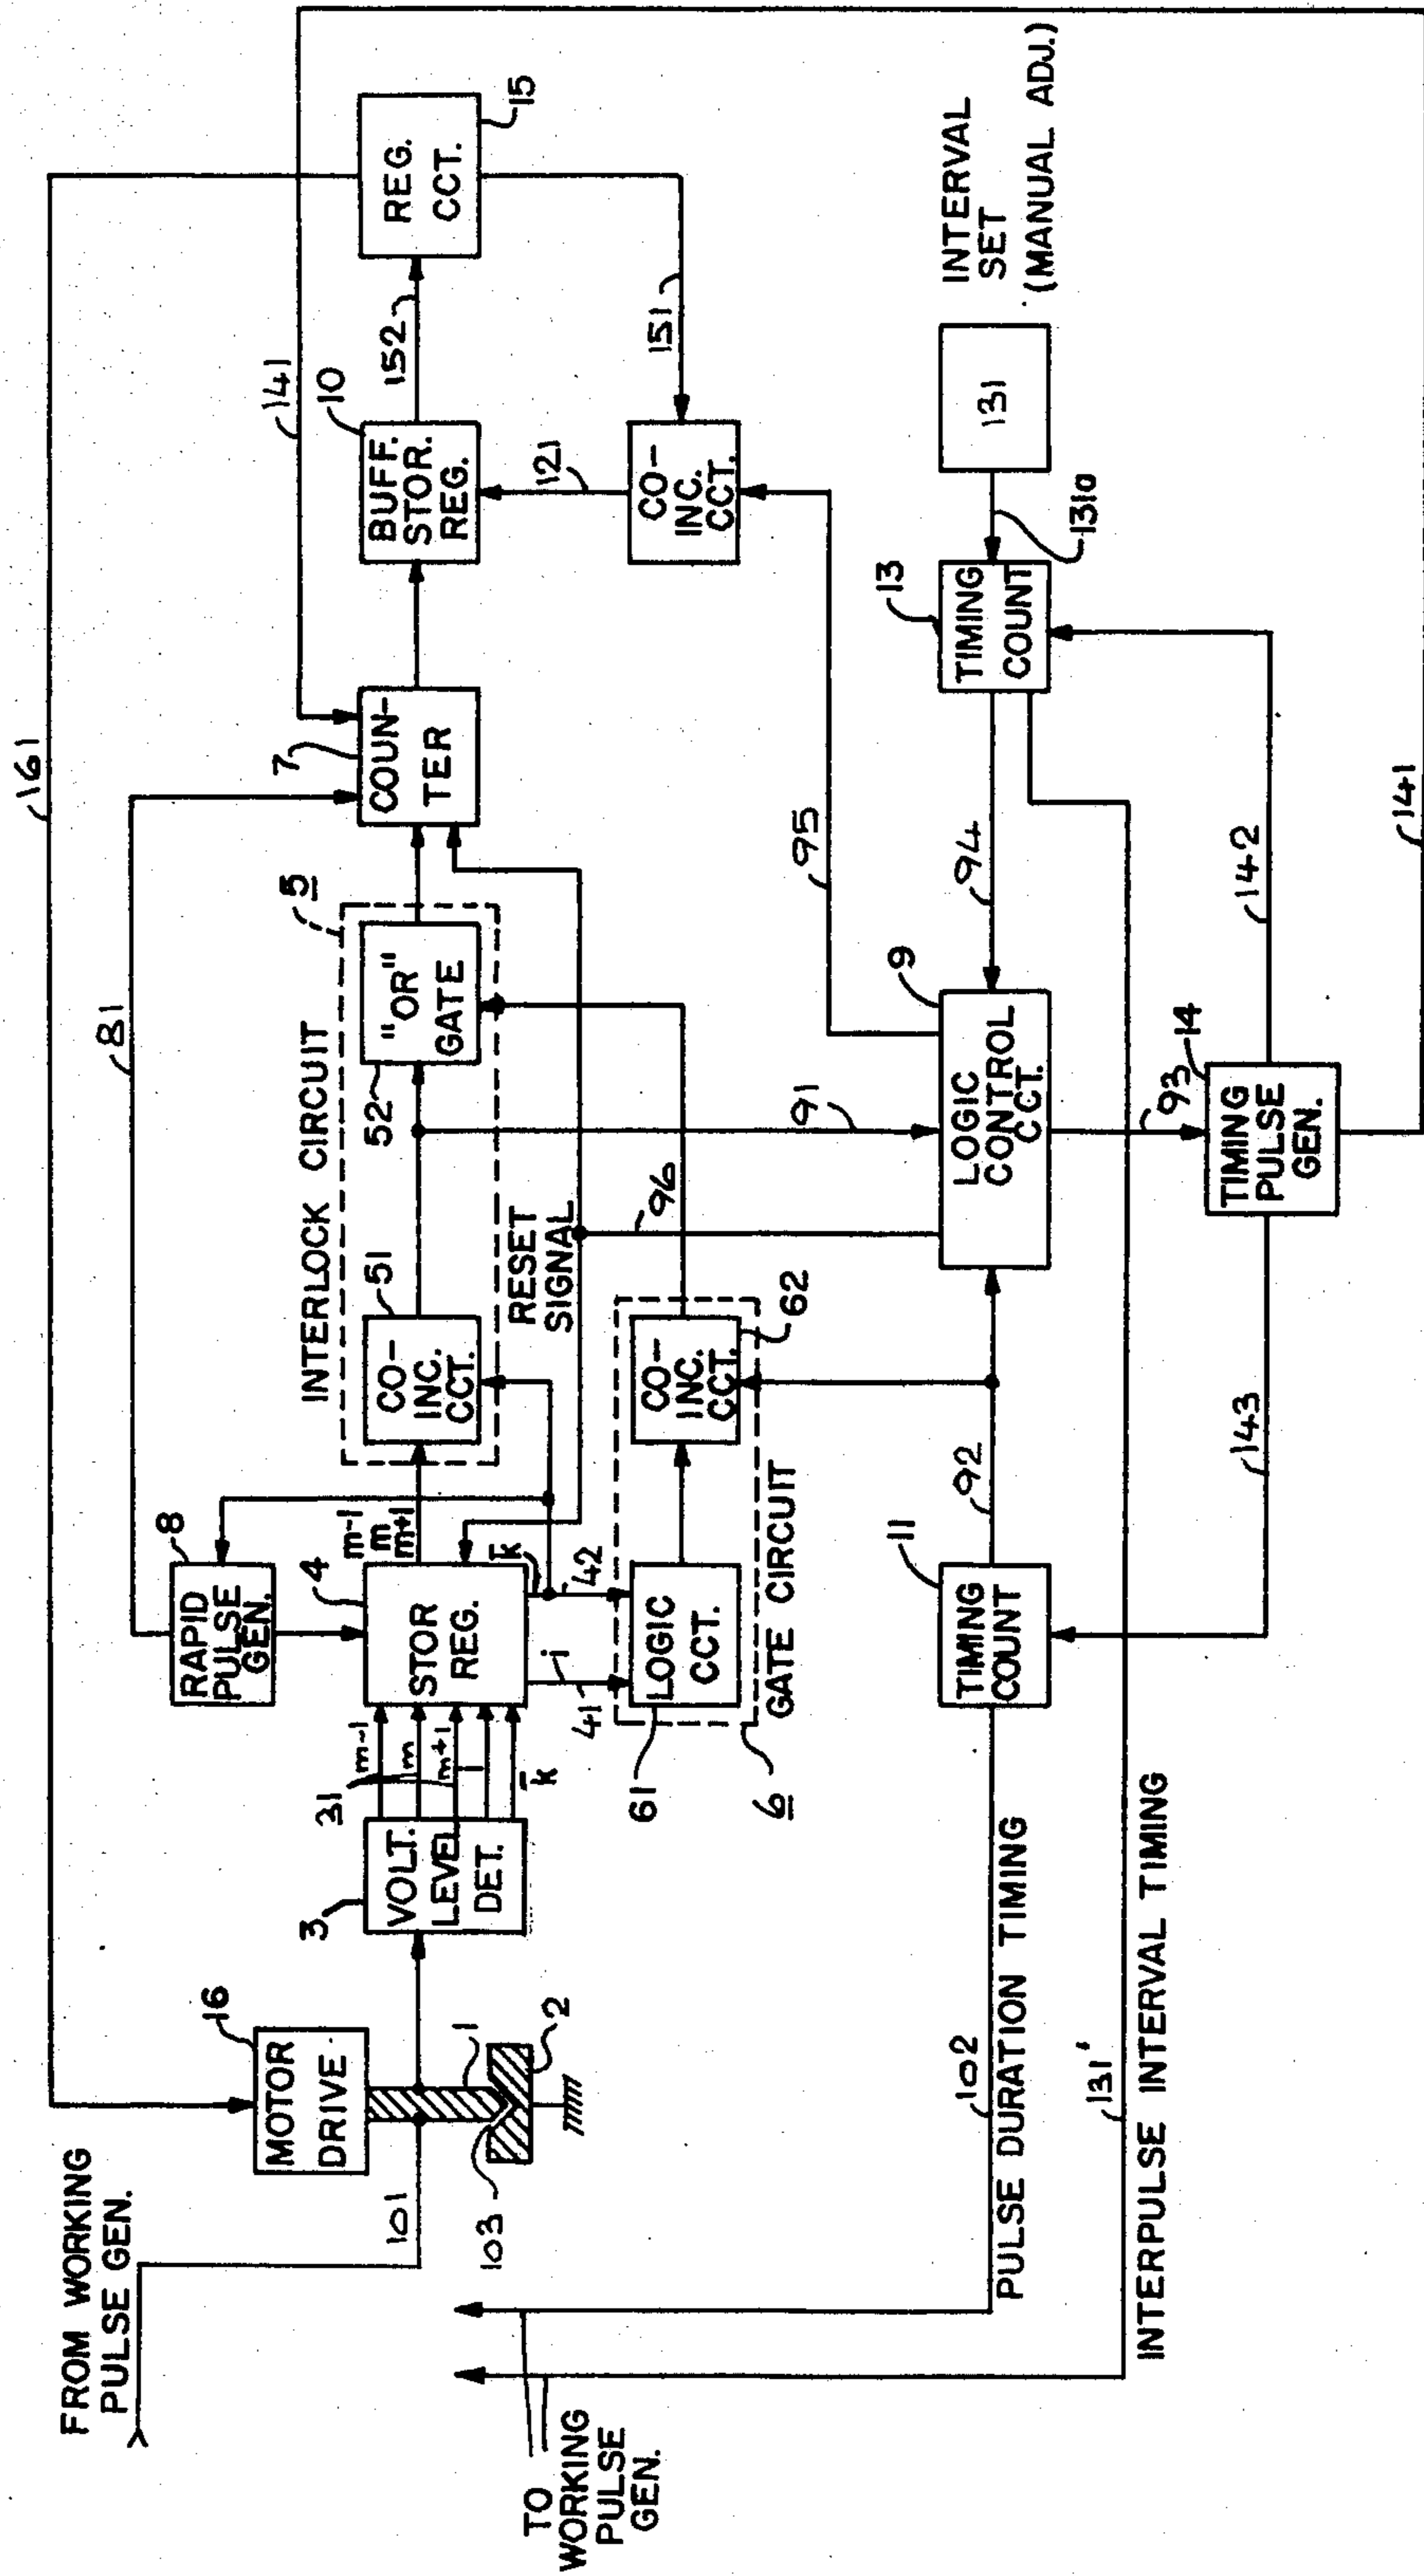 FROM WORKING
PULSE GEN.
TO
WORKING
PULSE
GEN.
161
16
MOTOR
DRIVE
101
103
1
2
3
VOLT.
LEVEL
DET.
31
m-1
m
m+1
i
k̅
8
RAPID
PULSE
GEN.
81
4
STOR
REG.
m-1
m
m+1
k̅
i
41
42
INTERLOCK CIRCUIT
5
51
CO-
INC.
CCT.
52
"OR"
GATE
RESET
SIGNAL
61
LOGIC
CCT.
62
CO-
INC.
CCT.
6
GATE CIRCUIT
96
91
7
COUN-
TER
141
10
BUFF.
STOR.
REG.
152
15
REG.
CCT.
151
121
CO-
INC.
CCT.
95
11
TIMING
COUNT
92
9
LOGIC
CONTROL
CCT.
94
13
TIMING
COUNT
131a
131
INTERVAL
SET
(MANUAL ADJ.)
93
14
TIMING
PULSE
GEN.
143
142
141
102
PULSE DURATION TIMING
131'
INTERPULSE INTERVAL TIMING